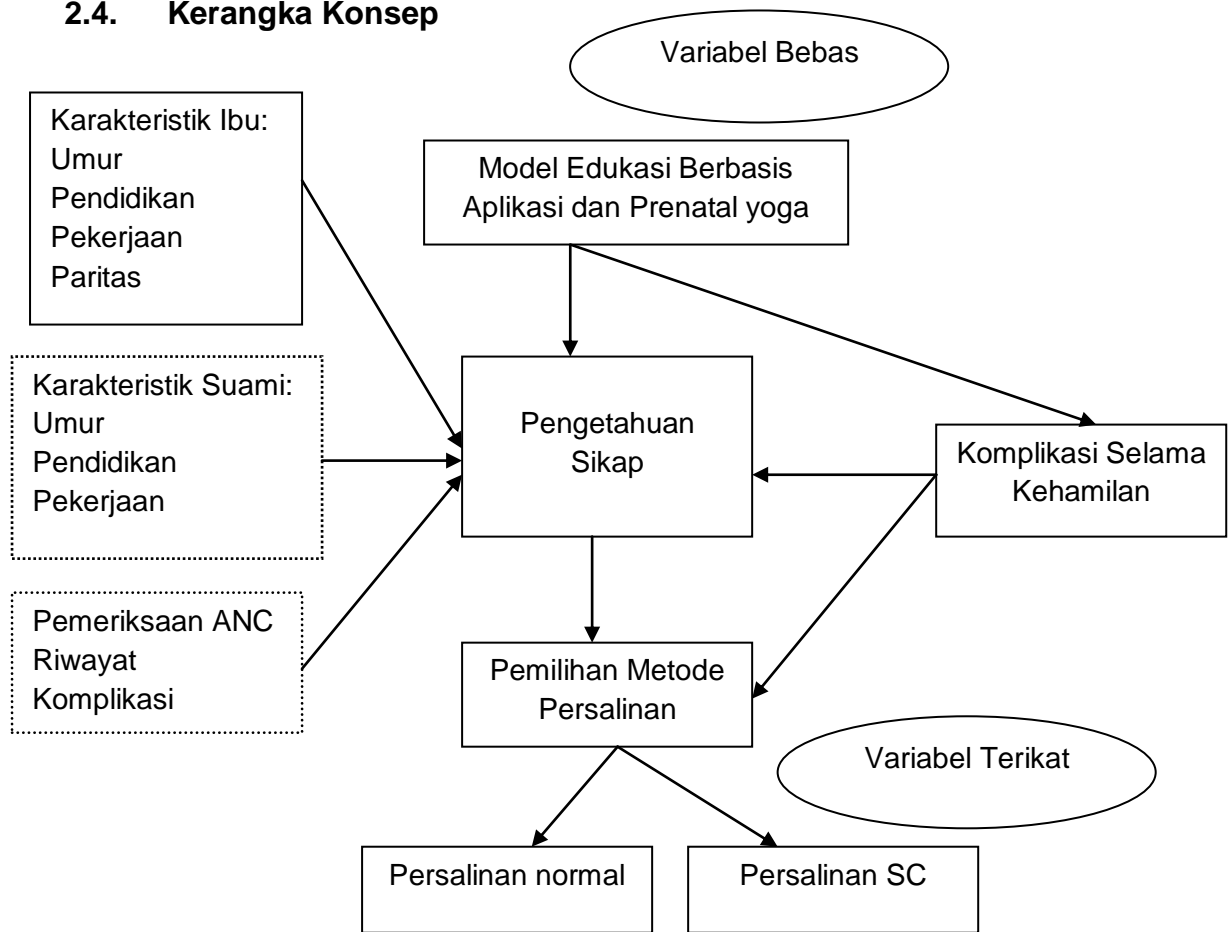 2.4. Kerangka Konsep
Variabel Bebas
Karakteristik Ibu:
Umur
Pendidikan
Pekerjaan
Paritas
Model Edukasi Berbasis
Aplikasi dan Prenatal yoga
Karakteristik Suami:
Umur
Pendidikan
Pekerjaan
Pengetahuan
Sikap
Komplikasi Selama
Kehamilan
Pemeriksaan ANC
Riwayat
Komplikasi
Pemilihan Metode
Persalinan
Variabel Terikat
Persalinan normal
Persalinan SC